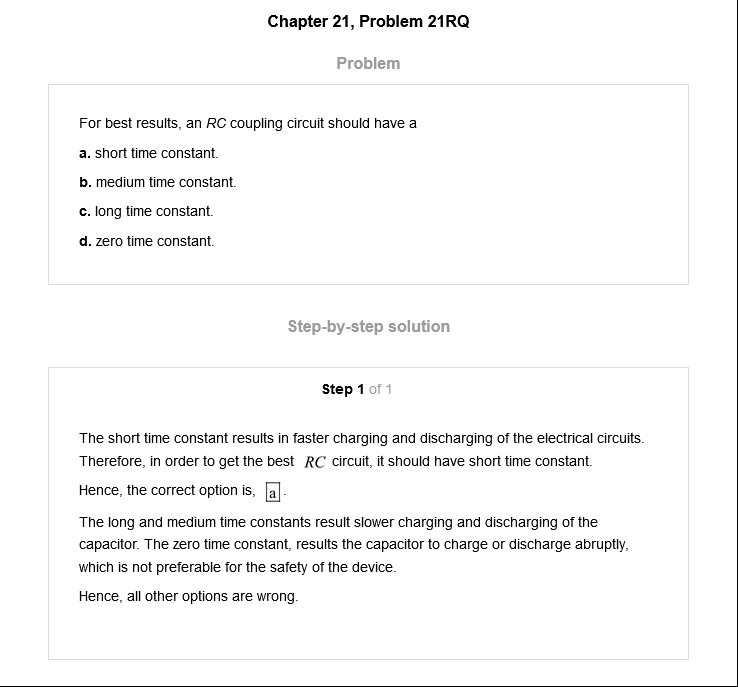 Chapter 21, Problem 21RQ
Problem
For best results, an RC coupling circuit should have a
a. short time constant.
b. medium time constant.
c. long time constant.
d. zero time constant.
Step-by-step solution
Step 1 of 1
The short time constant results in faster charging and discharging of the electrical circuits.
Therefore, in order to get the best RC circuit, it should have short time constant.
Hence, the correct option is, a.
The long and medium time constants result slower charging and discharging of the
capacitor. The zero time constant, results the capacitor to charge or discharge abruptly,
which is not preferable for the safety of the device.
Hence, all other options are wrong.